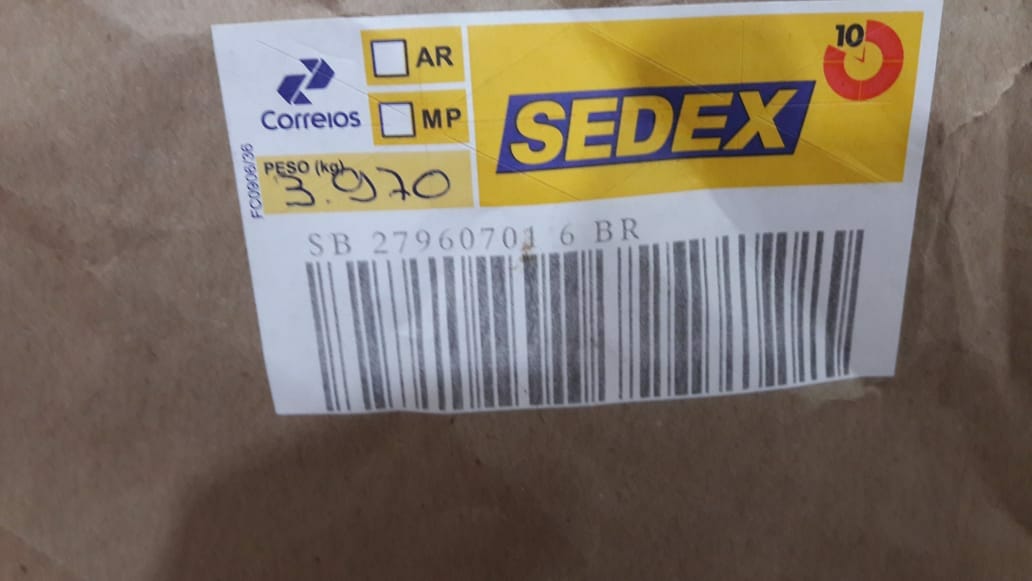 Correios
AR
MP
PESO (kg)
3.970
FC0906/36
SEDEX
10
SB 27960701 6 BR